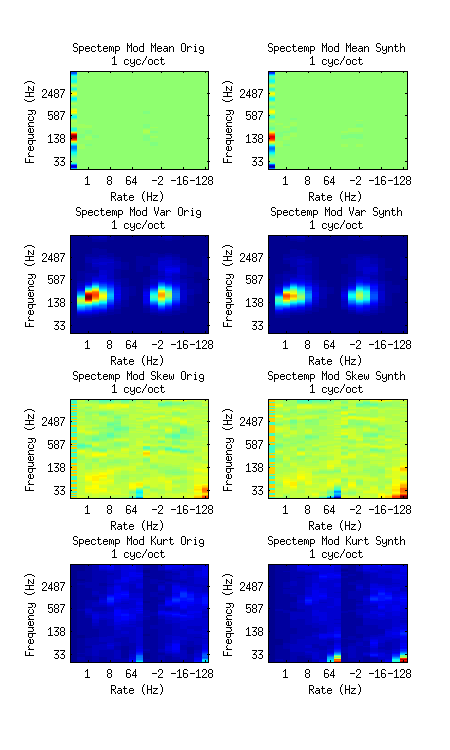 Spectemp Mod Mean Orig
1 cyc/oct
Spectemp Mod Mean Synth
1 cyc/oct
Frequency (Hz)
2487
587
138
33
1 8 64 -2 -16-128
Rate (Hz)
Frequency (Hz)
2487
587
138
33
1 8 64 -2 -16-128
Rate (Hz)
Spectemp Mod Var Orig
1 cyc/oct
Spectemp Mod Var Synth
1 cyc/oct
Frequency (Hz)
2487
587
138
33
1 8 64 -2 -16-128
Rate (Hz)
Frequency (Hz)
2487
587
138
33
1 8 64 -2 -16-128
Rate (Hz)
Spectemp Mod Skew Orig
1 cyc/oct
Spectemp Mod Skew Synth
1 cyc/oct
Frequency (Hz)
2487
587
138
33
1 8 64 -2 -16-128
Rate (Hz)
Frequency (Hz)
2487
587
138
33
1 8 64 -2 -16-128
Rate (Hz)
Spectemp Mod Kurt Orig
1 cyc/oct
Spectemp Mod Kurt Synth
1 cyc/oct
Frequency (Hz)
2487
587
138
33
1 8 64 -2 -16-128
Rate (Hz)
Frequency (Hz)
2487
587
138
33
1 8 64 -2 -16-128
Rate (Hz)